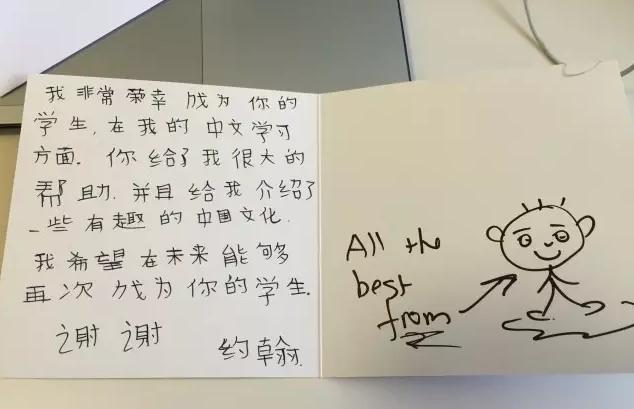 我非常荣幸成为你的
学生,在我的中文学习
方面.你给了我很大的
帮助.并且给我介绍了
一些有趣的中国文化.
我希望在未来能够
再次成为你的学生.
谢谢
约翰.
All the
best
from